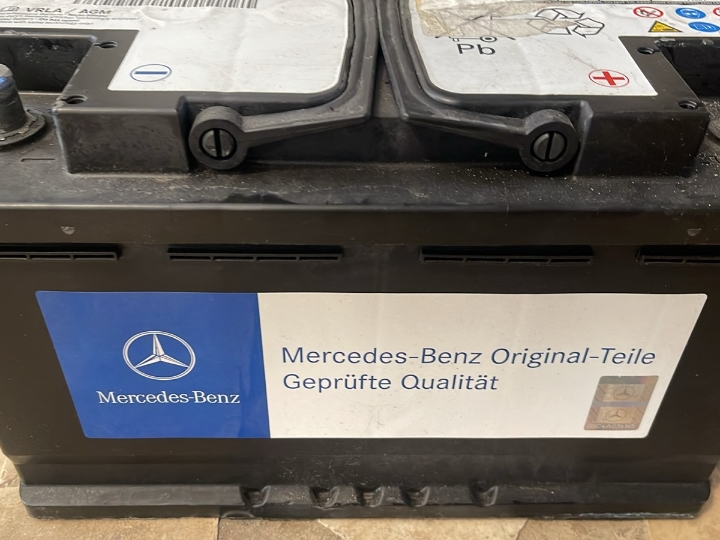 VRLA / AGM
Pb
Mercedes-Benz Original-Teile
Geprüfte Qualität
Mercedes-Benz